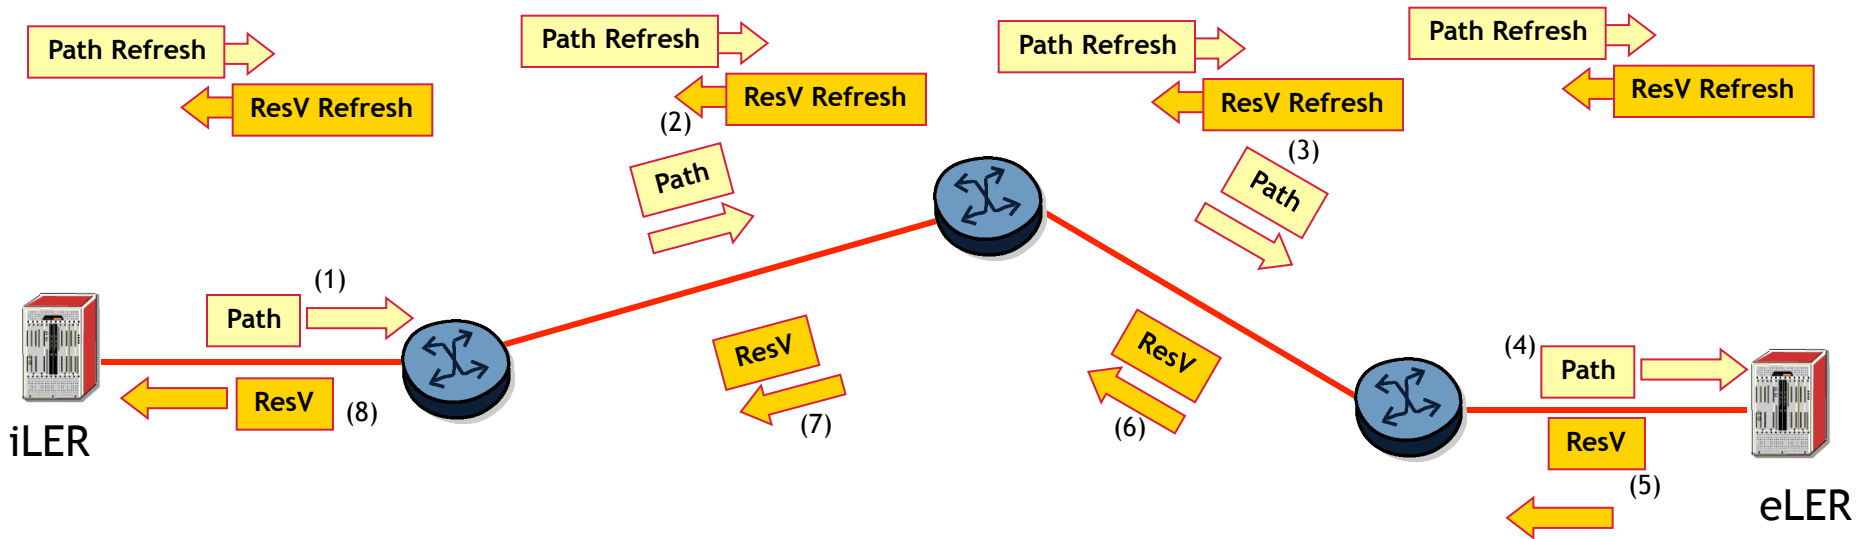 Path Refresh
ResV Refresh
Path Refresh
ResV Refresh
Path Refresh
ResV Refresh
Path Refresh
ResV Refresh
(2)
Path
(3)
Path
(1)
Path
ResV
(8)
iLER
ResV
(7)
ResV
(6)
(4)
Path
ResV
(5)
eLER